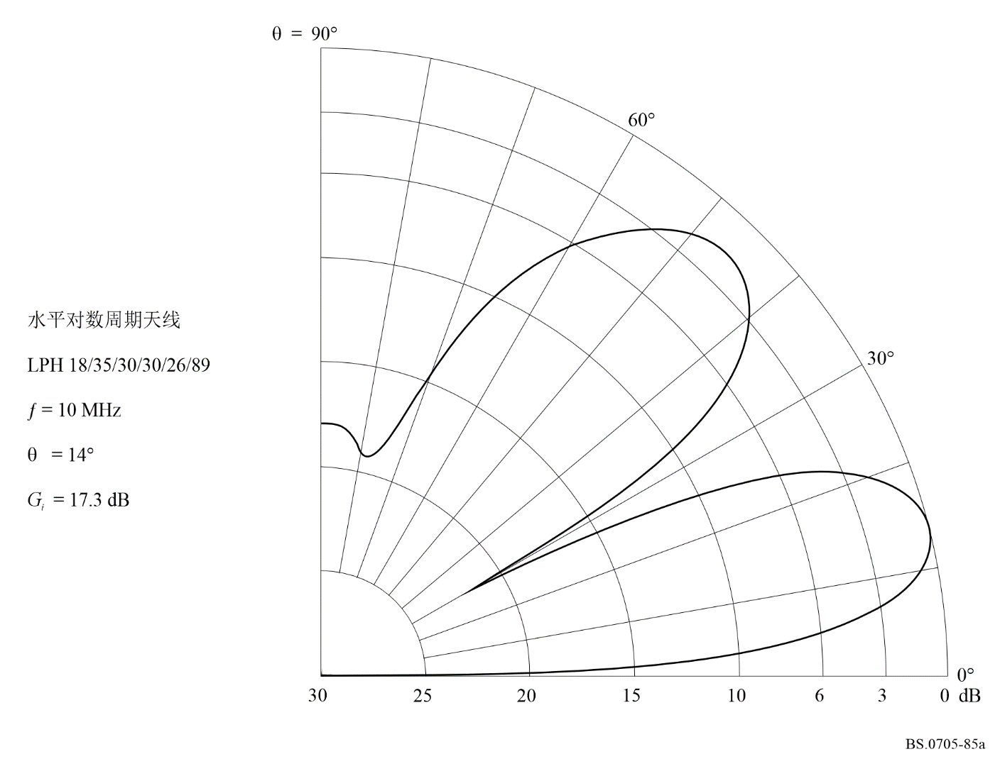 θ = 90°
60°
30°
水平对数周期天线
LPH 18/35/30/30/26/89
f = 10 MHz
θ = 14°
Gᵢ = 17.3 dB
0°
30 25 20 15 10 6 3 0 dB
BS.0705-85a